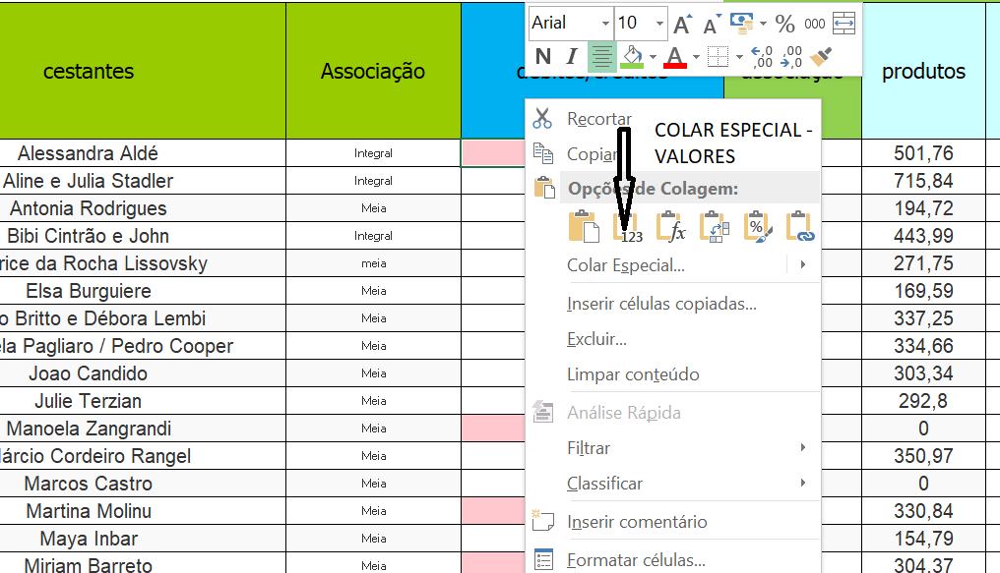 Arial 10 A A % 000
N I A ,0 ,00 ,00 ,0
cestantes Associação débitos/créditos associação produtos
Recortar
COLAR ESPECIAL -
VALORES
Copiar
Opções de Colagem:
123 fx %
Colar Especial...
Inserir células copiadas...
Excluir...
Limpar conteúdo
Análise Rápida
Filtrar
Classificar
Inserir comentário
Formatar células...
Alessandra Aldé Integral 501,76
Aline e Julia Stadler Integral 715,84
Antonia Rodrigues Meia 194,72
Bibi Cintrão e John Integral 443,99
rice da Rocha Lissovsky meia 271,75
Elsa Burguiere Meia 169,59
o Britto e Débora Lembi Meia 337,25
ela Pagliaro / Pedro Cooper Meia 334,66
Joao Candido Meia 303,34
Julie Terzian Meia 292,8
Manoela Zangrandi Meia 0
Márcio Cordeiro Rangel Meia 350,97
Marcos Castro Meia 0
Martina Molinu Meia 330,84
Maya Inbar Meia 154,79
Miriam Barreto Meia 304,37